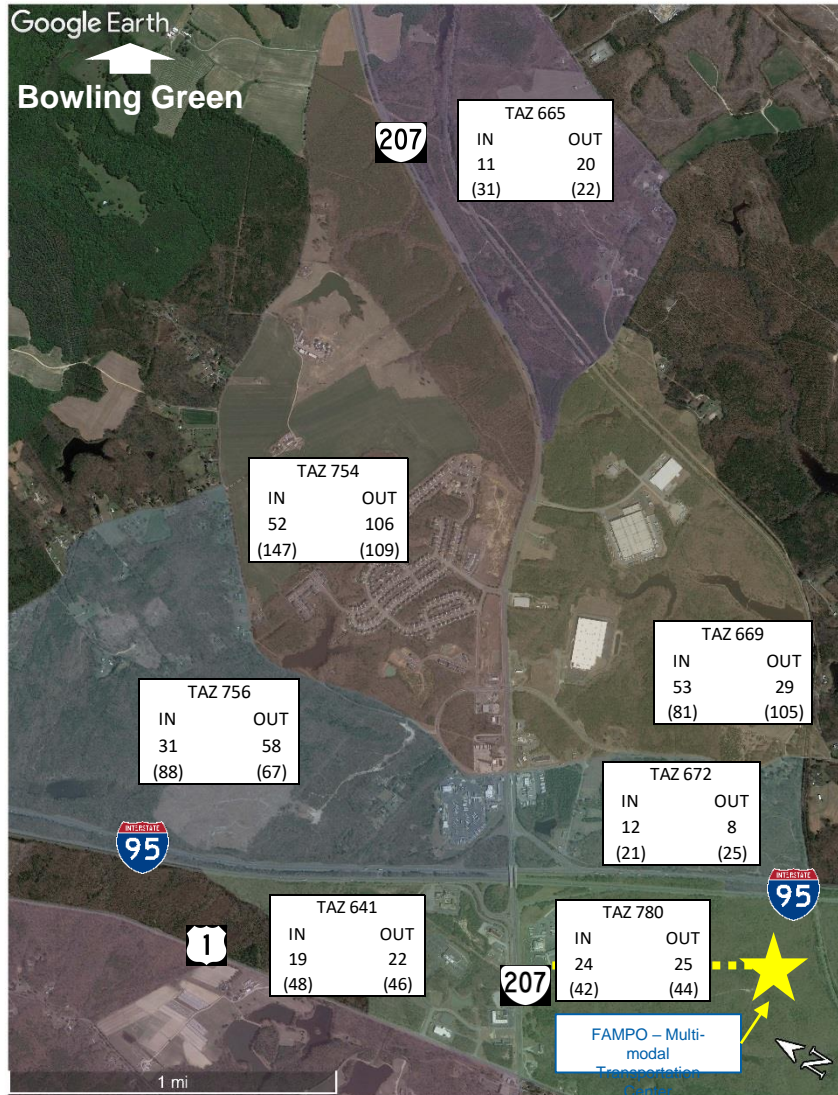 Google Earth
Bowling Green
207
TAZ 665
IN OUT
11 20
(31) (22)
TAZ 754
IN OUT
52 106
(147) (109)
TAZ 669
IN OUT
53 29
(81) (105)
TAZ 756
IN OUT
31 58
(88) (67)
TAZ 672
IN OUT
12 8
(21) (25)
INTERSTATE
95
INTERSTATE
95
TAZ 641
IN OUT
19 22
(48) (46)
TAZ 780
IN OUT
24 25
(42) (44)
1
207
FAMPO – Multi-
modal
Transportation
Center
N
1 mi